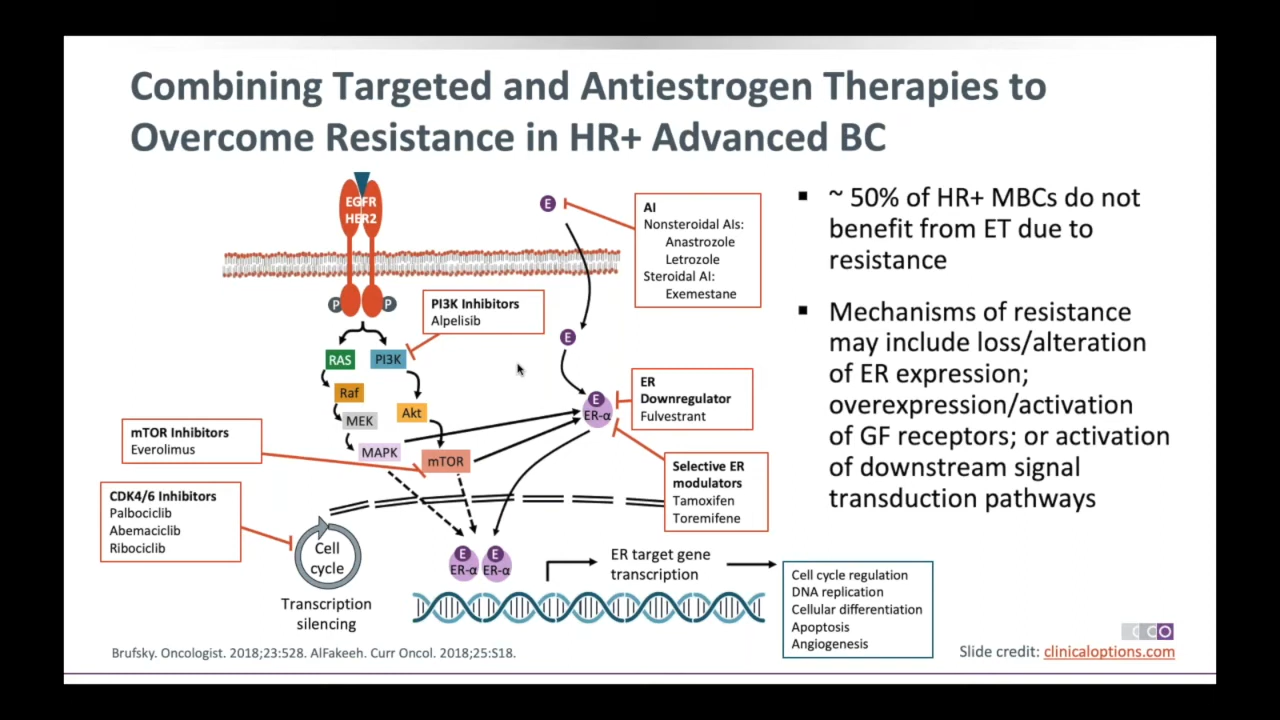 Combining Targeted and Antiestrogen Therapies to
Overcome Resistance in HR+ Advanced BC
EGFR
HER2
P
P
E
AI
Nonsteroidal AIs:
Anastrozole
Letrozole
Steroidal AI:
Exemestane
PI3K Inhibitors
Alpelisib
E
RAS
PI3K
Raf
Akt
MEK
MAPK
mTOR
E
ER-α
ER
Downregulator
Fulvestrant
mTOR Inhibitors
Everolimus
Selective ER
modulators
Tamoxifen
Toremifene
CDK4/6 Inhibitors
Palbociclib
Abemaciclib
Ribociclib
Cell
cycle
Transcription
silencing
E
E
ER-α
ER-α
ER target gene
transcription
Cell cycle regulation
DNA replication
Cellular differentiation
Apoptosis
Angiogenesis
▪ ~ 50% of HR+ MBCs do not
benefit from ET due to
resistance
▪ Mechanisms of resistance
may include loss/alteration
of ER expression;
overexpression/activation
of GF receptors; or activation
of downstream signal
transduction pathways
Brufsky. Oncologist. 2018;23:528. AlFakeeh. Curr Oncol. 2018;25:S18.
CCO
Slide credit: clinicaloptions.com